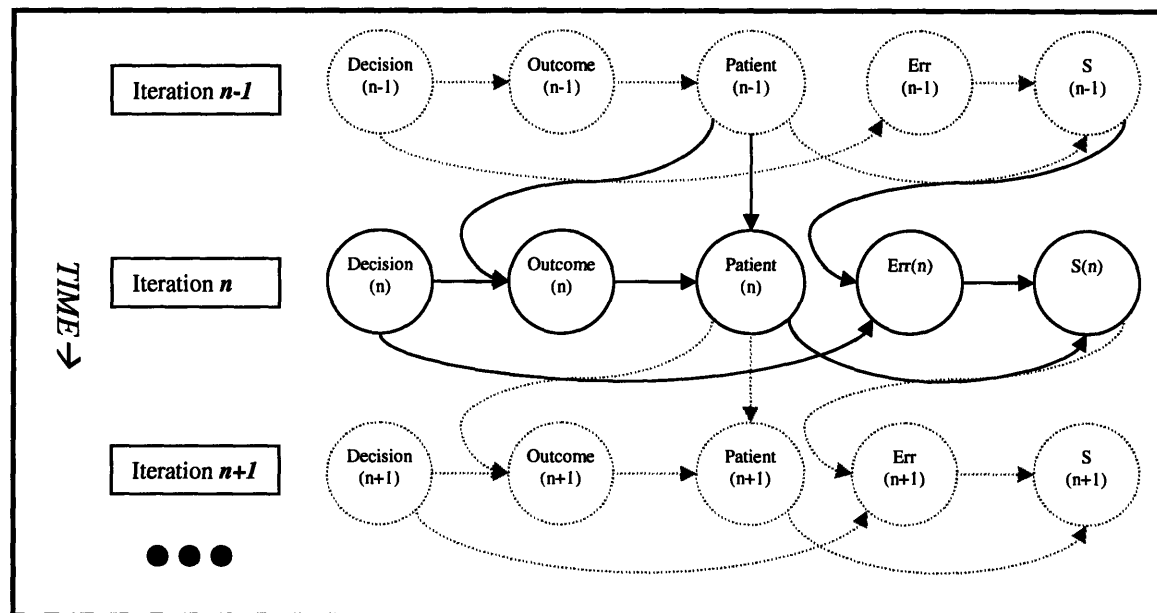 Decision
(n-1)
Outcome
(n-1)
Patient
(n-1)
Err
(n-1)
S
(n-1)
Iteration n-1
TIME→
Decision
(n)
Outcome
(n)
Patient
(n)
Err(n)
S(n)
Iteration n
Decision
(n+1)
Outcome
(n+1)
Patient
(n+1)
Err
(n+1)
S
(n+1)
Iteration n+1
●●●